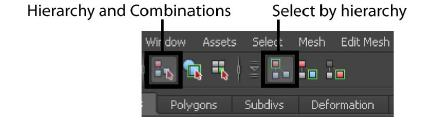 Hierarchy and Combinations Select by hierarchy
Window Assets Select Mesh Edit Mesh
Polygons Subdivs Deformation